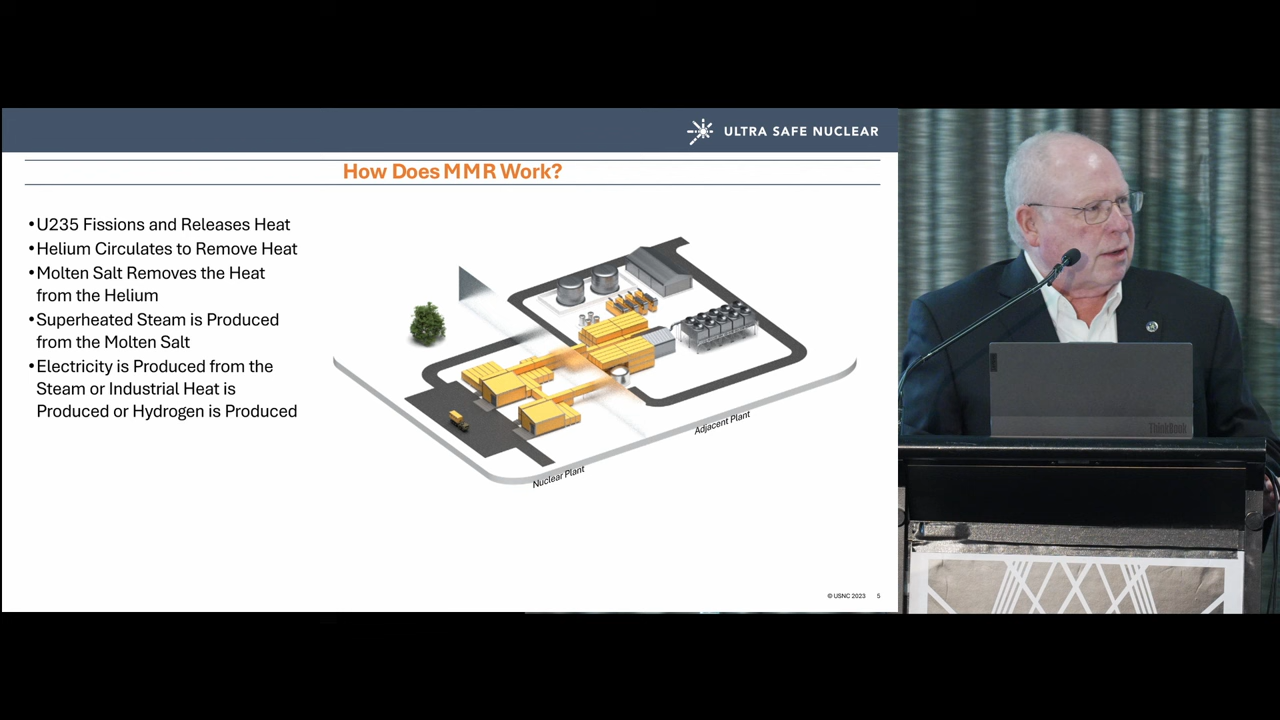 ULTRA SAFE NUCLEAR
How Does MMR Work?
•U235 Fissions and Releases Heat
•Helium Circulates to Remove Heat
•Molten Salt Removes the Heat
from the Helium
•Superheated Steam is Produced
from the Molten Salt
•Electricity is Produced from the
Steam or Industrial Heat is
Produced or Hydrogen is Produced
Adjacent Plant
Nuclear Plant
© USNC 2023 5
ThinkBook